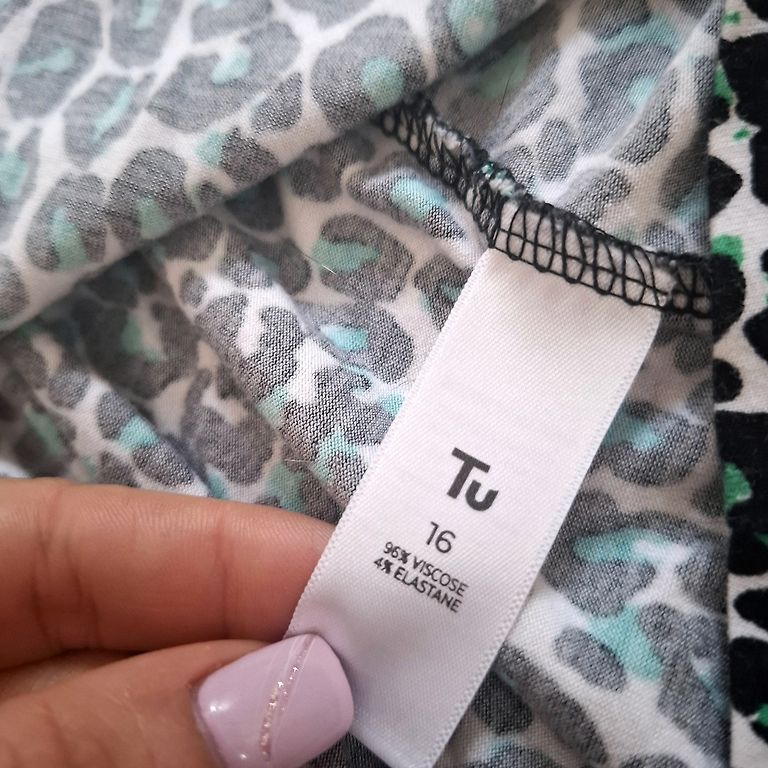 Tu
16
96% VISCOSE
4% ELASTANE